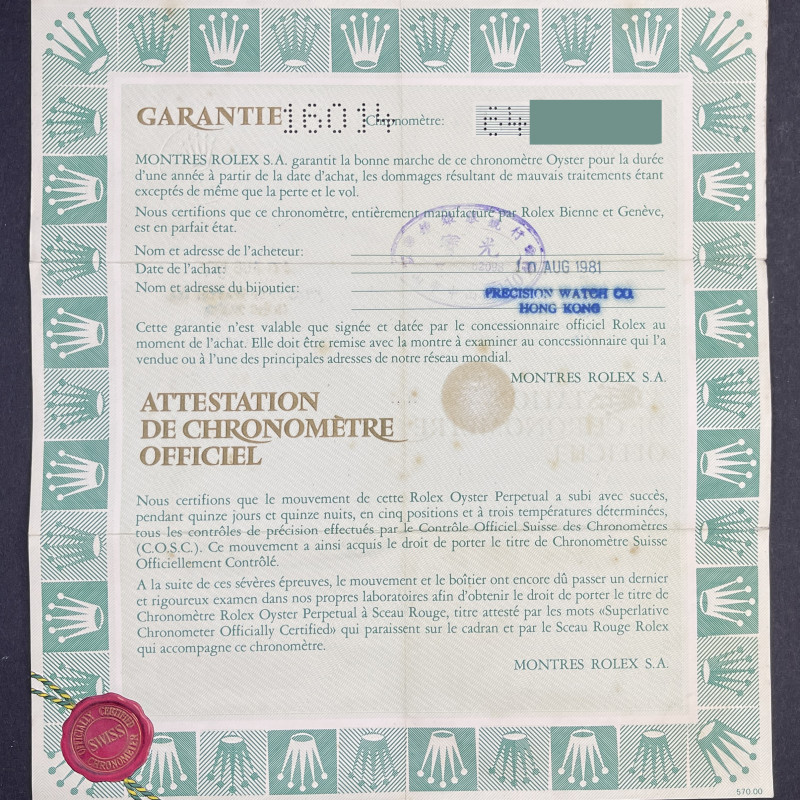 GARANTIE 16014 Chronomètre: 64
MONTRES ROLEX S.A. garantit la bonne marche de ce chronomètre Oyster pour la durée
d'une année à partir de la date d'achat, les dommages résultant de mauvais traitements étant
exceptés de même que la perte et le vol.
Nous certifions que ce chronomètre, entièrement manufacturé par Rolex Bienne et Genève,
est en parfait état.
Nom et adresse de l'acheteur:
Date de l'achat: 10 AUG 1981
Nom et adresse du bijoutier: PRECISION WATCH CO.
HONG KONG
Cette garantie n'est valable que signée et datée par le concessionnaire officiel Rolex au
moment de l'achat. Elle doit être remise avec la montre à examiner au concessionnaire qui l'a
vendue ou à l'une des principales adresses de notre réseau mondial.
MONTRES ROLEX S.A.
ATTESTATION
DE CHRONOMÈTRE
OFFICIEL
Nous certifions que le mouvement de cette Rolex Oyster Perpetual a subi avec succès,
pendant quinze jours et quinze nuits, en cinq positions et à trois températures déterminées,
tous les contrôles de précision effectués par le Contrôle Officiel Suisse des Chronomètres
(C.O.S.C.). Ce mouvement a ainsi acquis le droit de porter le titre de Chronomètre Suisse
Officiellement Contrôlé.
A la suite de ces sévères épreuves, le mouvement et le boîtier ont encore dû passer un dernier
et rigoureux examen dans nos propres laboratoires afin d'obtenir le droit de porter le titre de
Chronomètre Rolex Oyster Perpetual à Sceau Rouge, titre attesté par les mots «Superlative
Chronometer Officially Certified» qui paraissent sur le cadran et par le Sceau Rouge Rolex
qui accompagne ce chronomètre.
MONTRES ROLEX S.A.
OFFICIALLY CERTIFIED
SWISS
CHRONOMETER
570.00